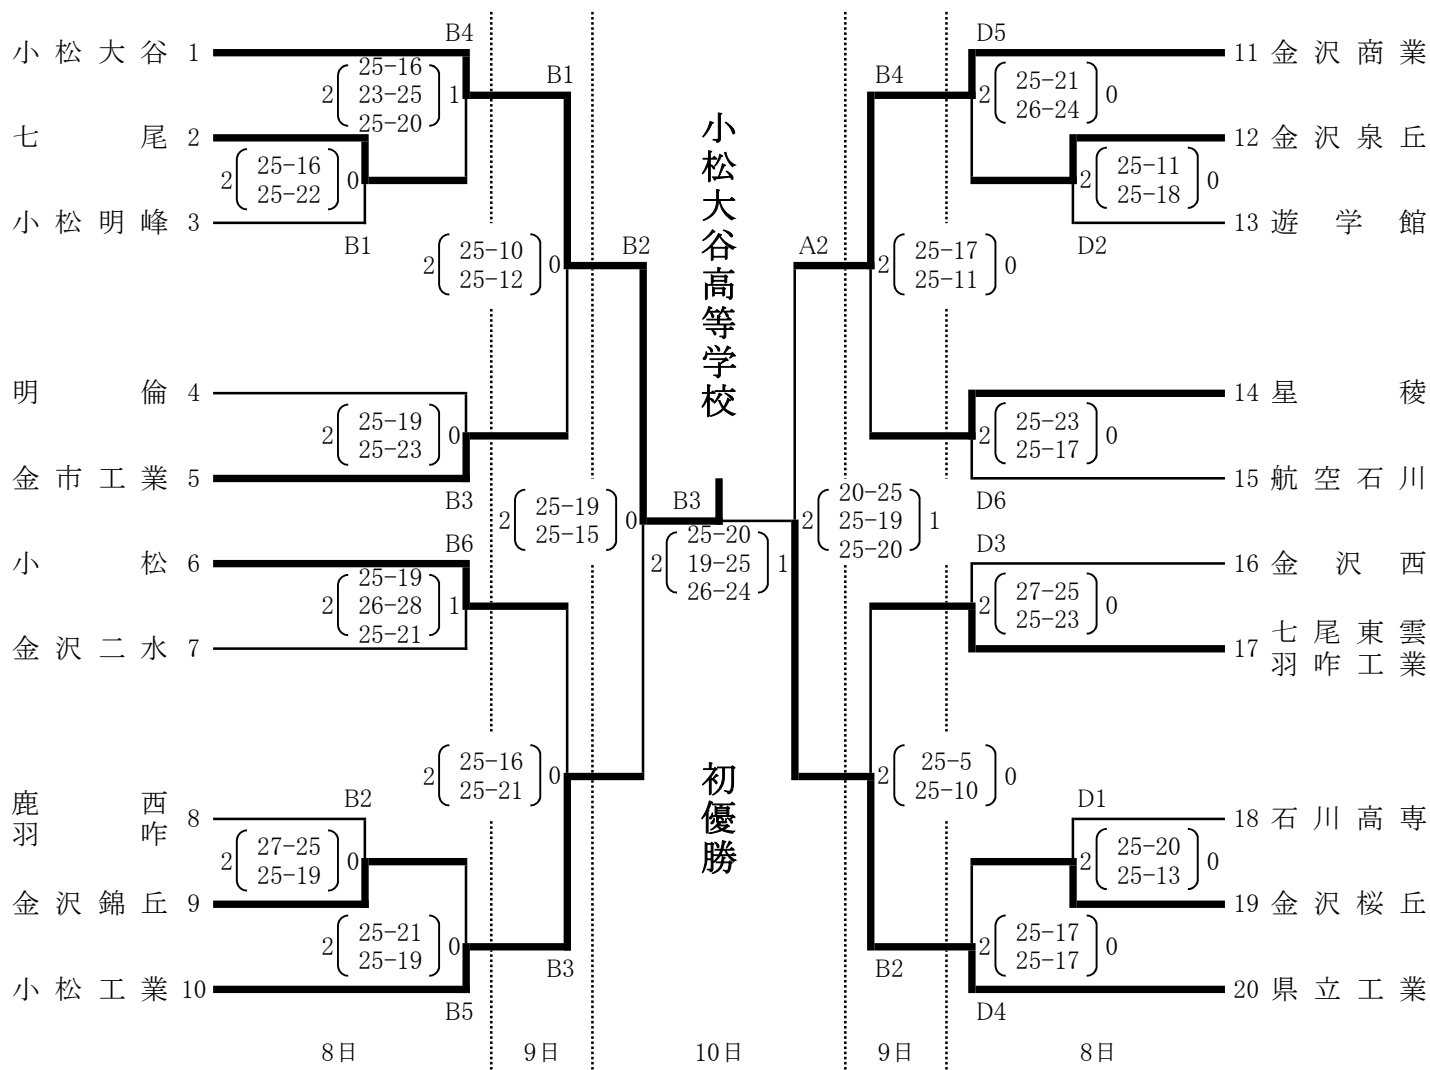 B4
小松大谷 1
2 25-16 1
23-25
25-20
B1
七尾 2
2 25-16 0
25-22
小松明峰 3
B1
2 25-10 0
25-12
B2
明倫 4
2 25-19 0
25-23
金市工業 5
B3
2 25-19 0
25-15
B6
小松 6
2 25-19 1
26-28
25-21
金沢二水 7
2 25-16 0
25-21
鹿西
羽咋 8
B2
2 27-25 0
25-19
金沢錦丘 9
2 25-21 0
25-19
B3
小松工業 10
B5
小松大谷高等学校
B3
2 25-20 1
19-25
26-24
初優勝
D5
11 金沢商業
B4
2 25-21 0
26-24
12 金沢泉丘
2 25-11 0
25-18
13 遊学館
D2
A2
2 25-17 0
25-11
14 星稜
2 25-23 0
25-17
15 航空石川
D6
2 20-25 1
25-19
25-20
D3
16 金沢西
2 27-25 0
25-23
17 七尾東雲
羽咋工業
2 25-5 0
25-10
D1
18 石川高専
2 25-20 0
25-13
19 金沢桜丘
2 25-17 0
25-17
B2
20 県立工業
D4
8日 9日 10日 9日 8日